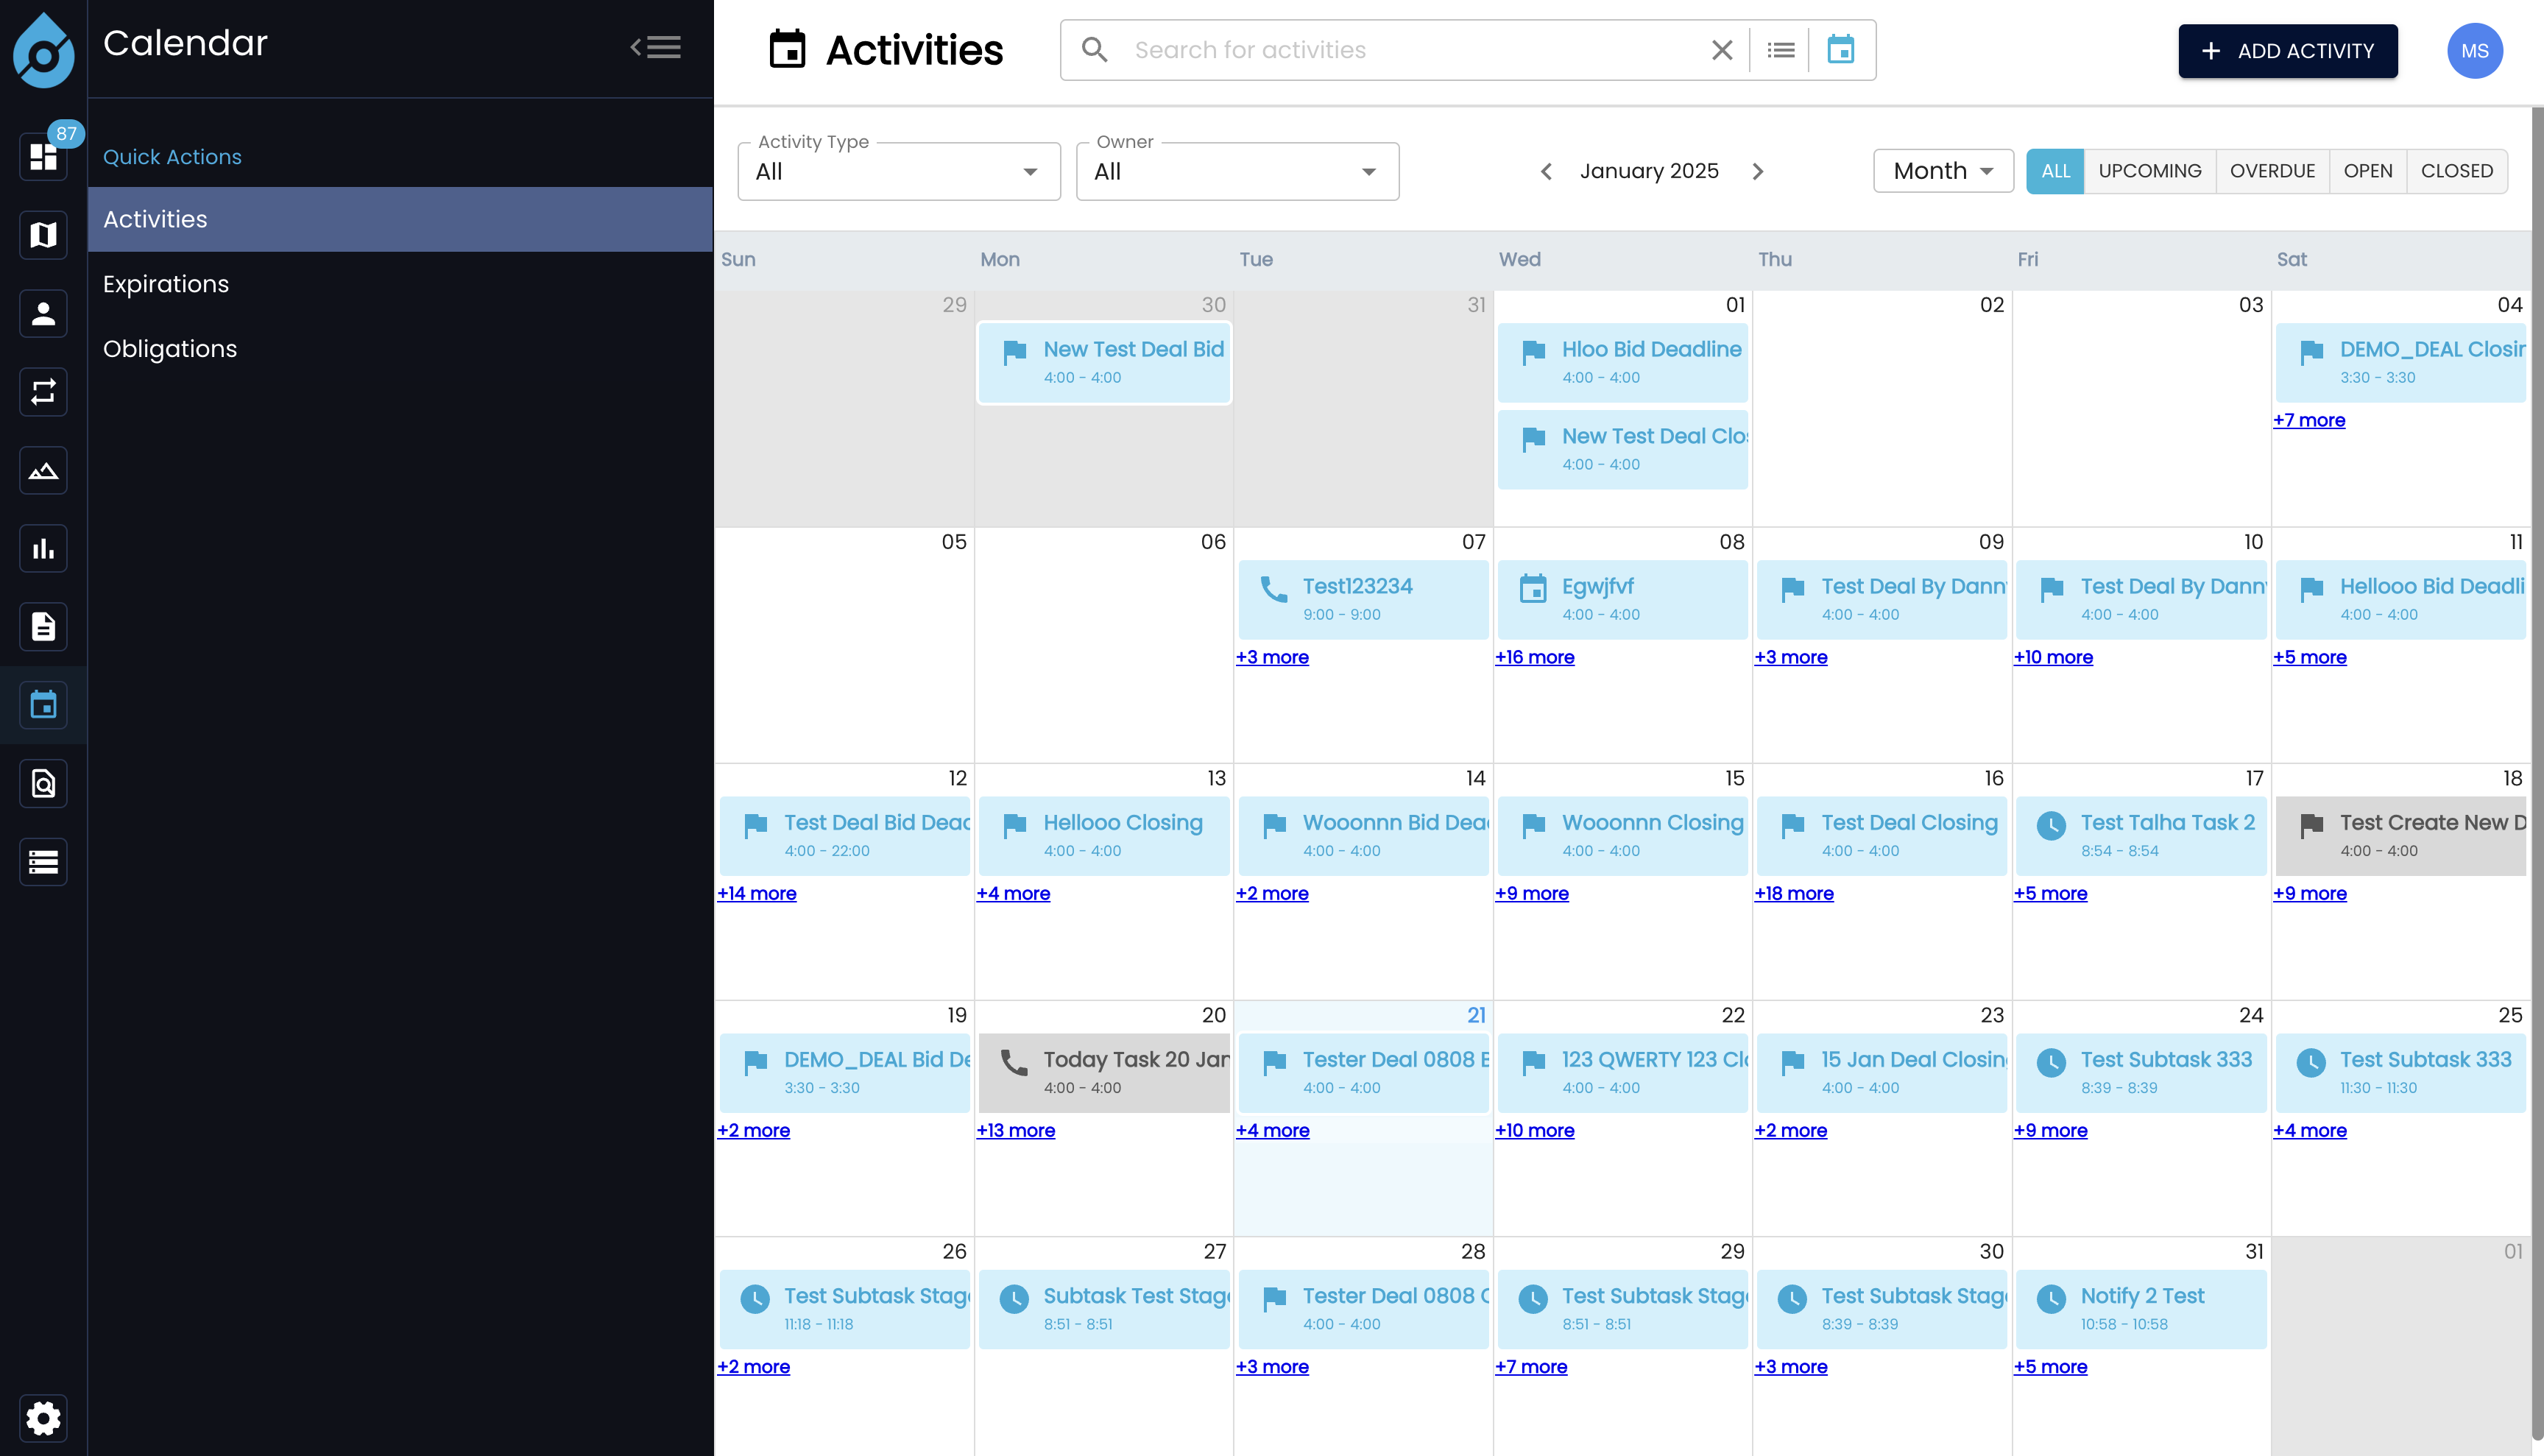 Calendar
87
Quick Actions
Activities
Expirations
Obligations
Activities
Search for activities
ADD ACTIVITY
MS
Activity Type
All
Owner
All
January 2025
Month
ALL UPCOMING OVERDUE OPEN CLOSED
Sun Mon Tue Wed Thu Fri Sat
29 30 31 01 02 03 04
New Test Deal Bid
4:00 - 4:00
Hloo Bid Deadline
4:00 - 4:00
New Test Deal Clos
4:00 - 4:00
DEMO_DEAL Closin
3:30 - 3:30
+7 more
05 06 07 08 09 10 11
Test123234
9:00 - 9:00
+3 more
Egwjfvf
4:00 - 4:00
+16 more
Test Deal By Dann
4:00 - 4:00
+3 more
Test Deal By Dann
4:00 - 4:00
+10 more
Hellooo Bid Deadli
4:00 - 4:00
+5 more
12 13 14 15 16 17 18
Test Deal Bid Dead
4:00 - 22:00
+14 more
Hellooo Closing
4:00 - 4:00
+4 more
Wooonnn Bid Dea
4:00 - 4:00
+2 more
Wooonnn Closing
4:00 - 4:00
+9 more
Test Deal Closing
4:00 - 4:00
+18 more
Test Talha Task 2
8:54 - 8:54
+5 more
Test Create New D
4:00 - 4:00
+9 more
19 20 21 22 23 24 25
DEMO_DEAL Bid De
3:30 - 3:30
+2 more
Today Task 20 Jan
4:00 - 4:00
+13 more
Tester Deal 0808 B
4:00 - 4:00
+4 more
123 QWERTY 123 Clo
4:00 - 4:00
+10 more
15 Jan Deal Closin
4:00 - 4:00
+2 more
Test Subtask 333
8:39 - 8:39
+9 more
Test Subtask 333
11:30 - 11:30
+4 more
26 27 28 29 30 31 01
Test Subtask Stag
11:18 - 11:18
+2 more
Subtask Test Stag
8:51 - 8:51
Tester Deal 0808 C
4:00 - 4:00
+3 more
Test Subtask Stag
8:51 - 8:51
+7 more
Test Subtask Stag
8:39 - 8:39
+3 more
Notify 2 Test
10:58 - 10:58
+5 more